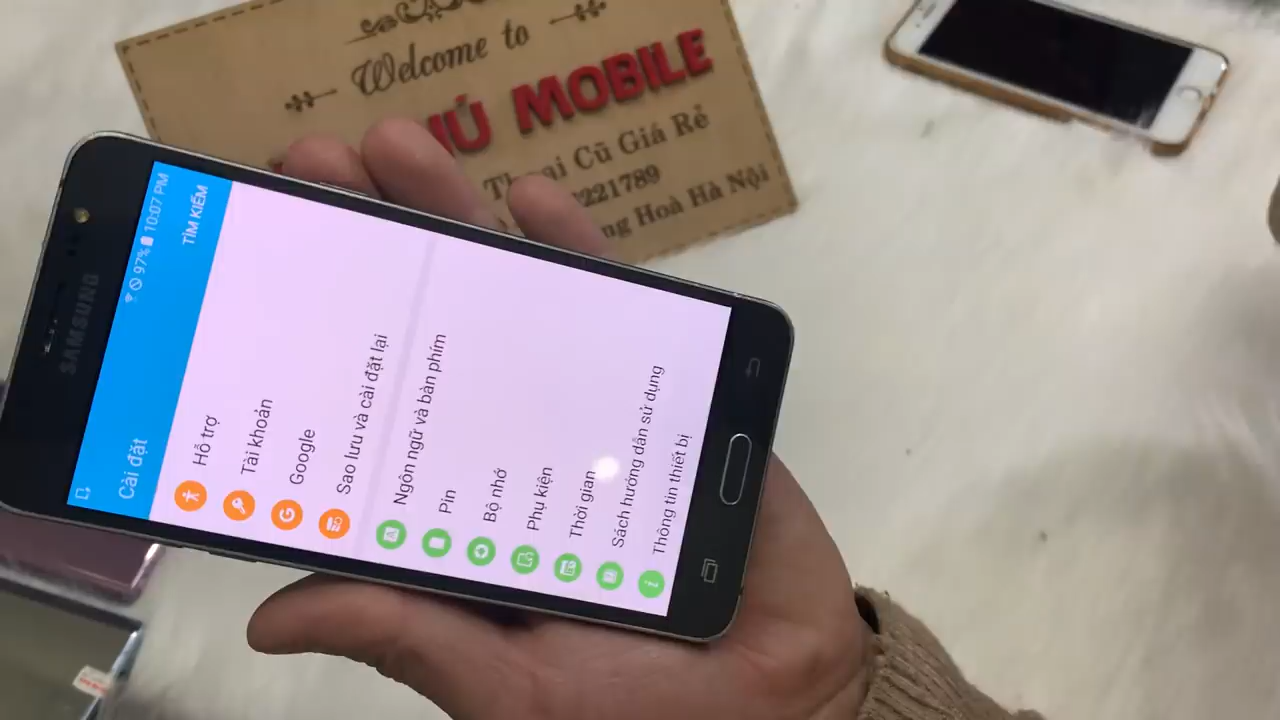 Welcome to
MOBILE
Cũ Giá Rẻ
221789
Hoà Hà Nội
SAMSUNG
97% 10:07 PM
Cài đặt
TÌM KIẾM
Hỗ trợ
Tài khoản
Google
Sao lưu và cài đặt lại
Ngôn ngữ và bàn phím
Pin
Bộ nhớ
Phụ kiện
Thời gian
Sách hướng dẫn sử dụng
Thông tin thiết bị